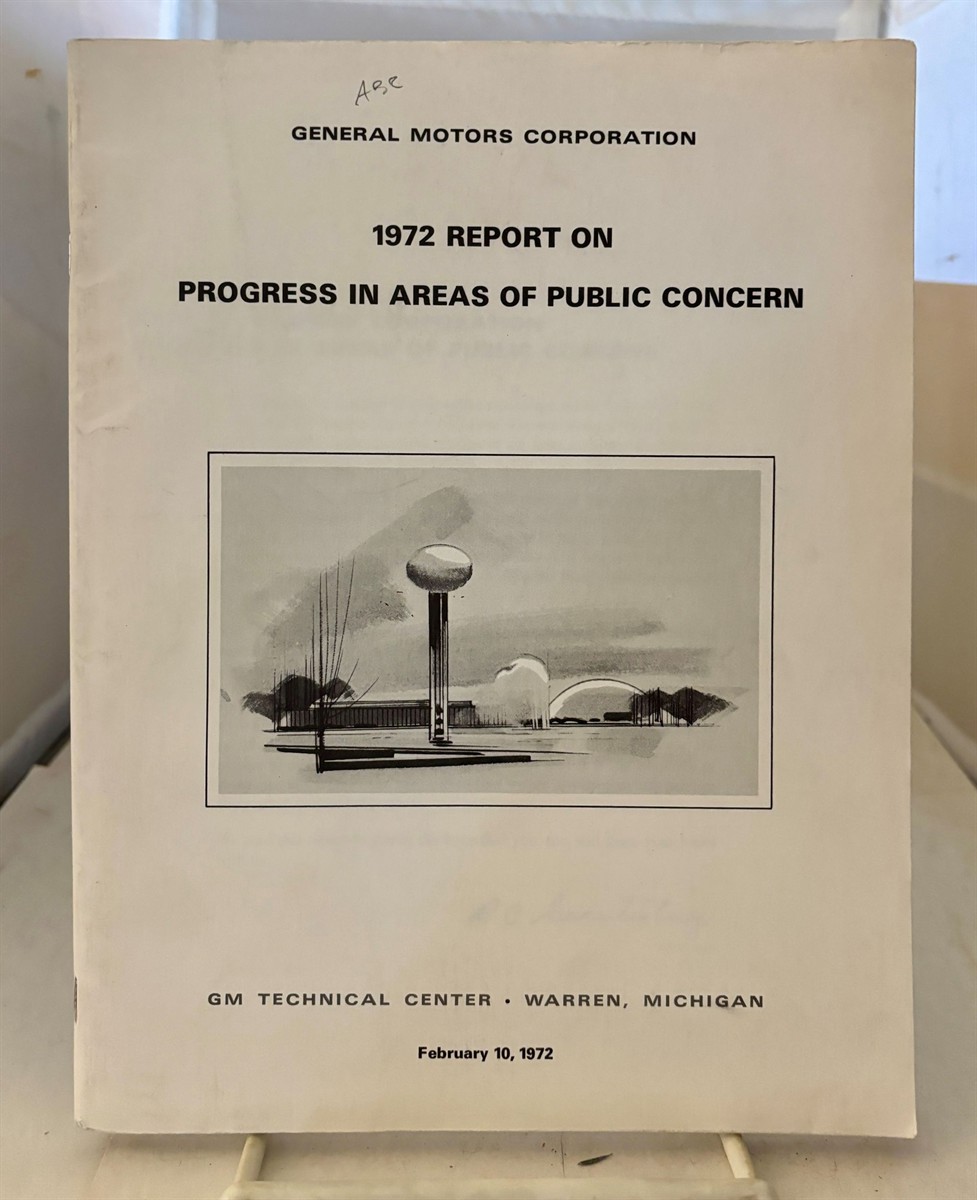 ABC
GENERAL MOTORS CORPORATION
1972 REPORT ON
PROGRESS IN AREAS OF PUBLIC CONCERN
GM TECHNICAL CENTER • WARREN, MICHIGAN
February 10, 1972